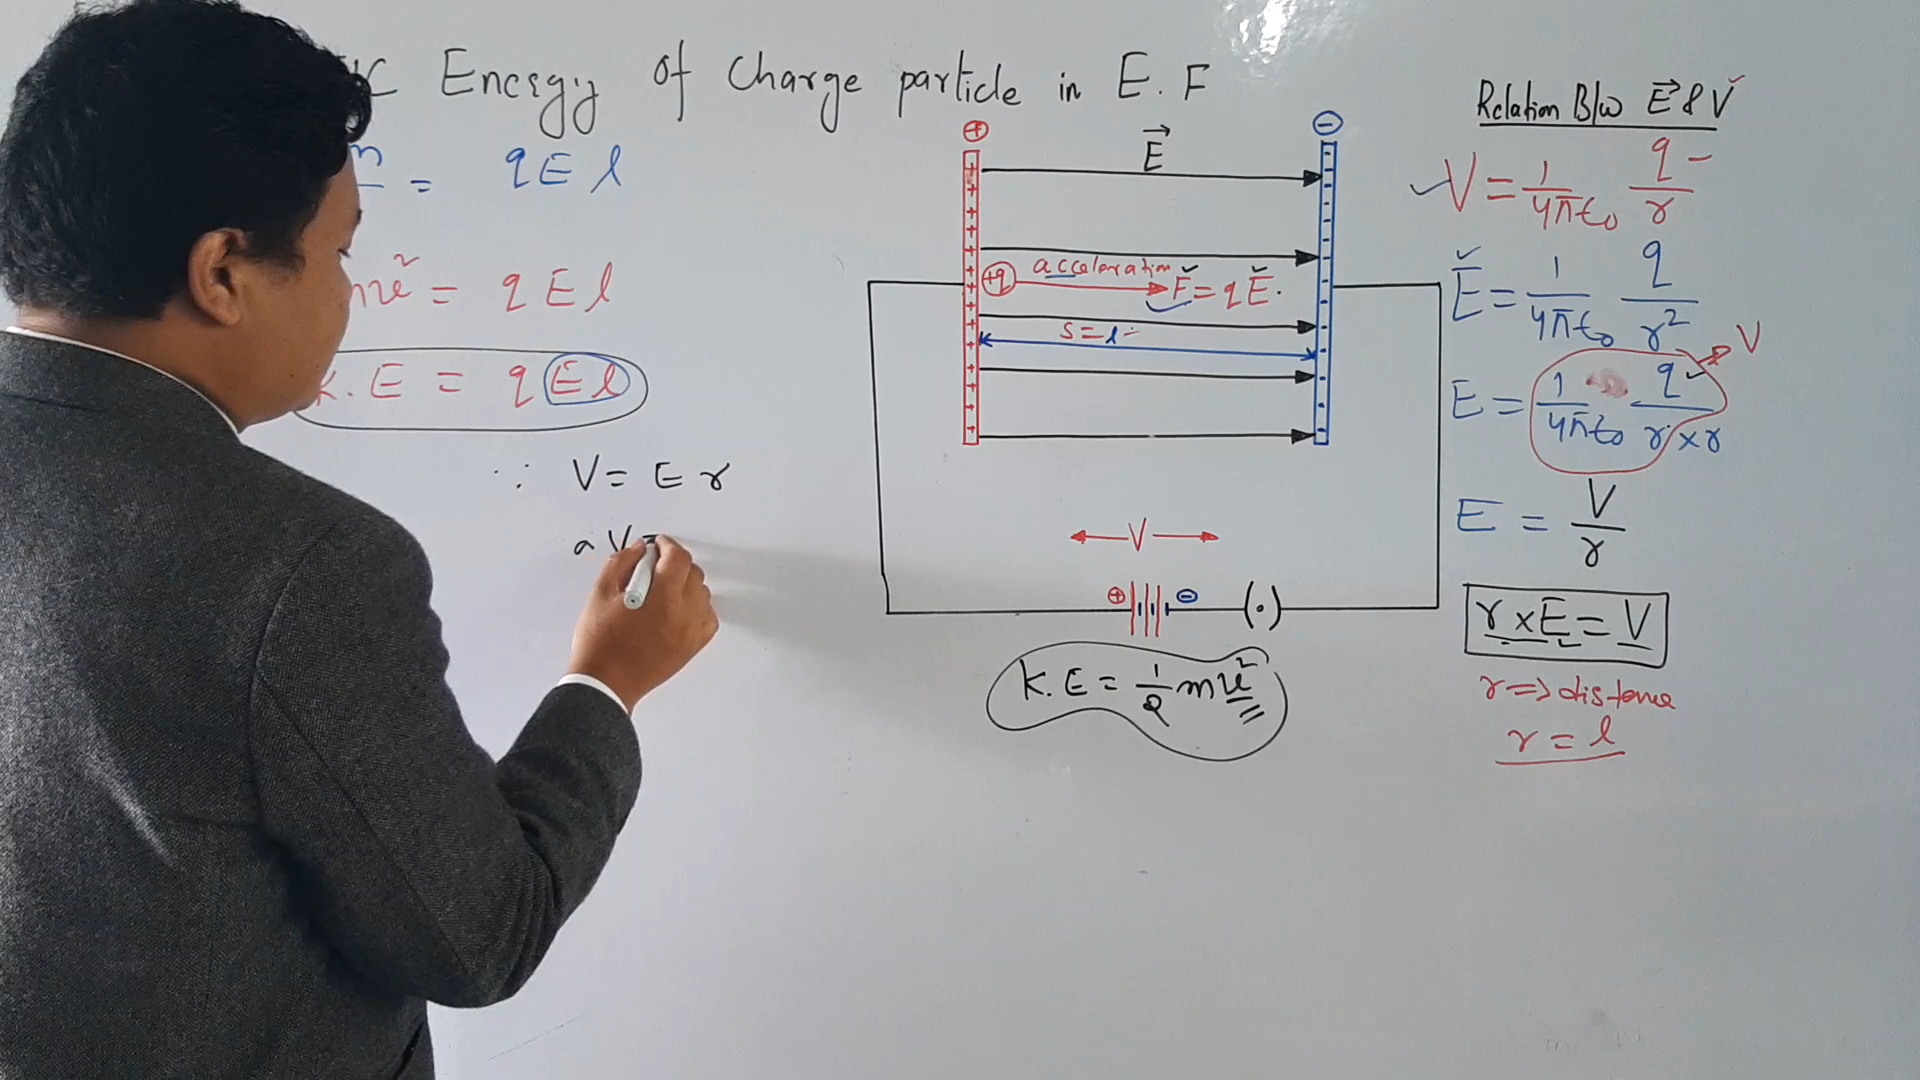 Energy of Charge particle in E.F
= qEl
= qEl
K.E = qEl
∵ V = E r
a V =
⊕ ⊖
E⃗
+q acceleration F = qE.
s = l
V
⊕ ⊖ (.)
K.E = 1/2 mv²
Relation B/w E⃗ & V
V = 1/4πε₀ q/r
E = 1/4πε₀ q/r²
E = 1/4πε₀ q/r×r V
E = V/r
r × E = V
r => distance
r = l